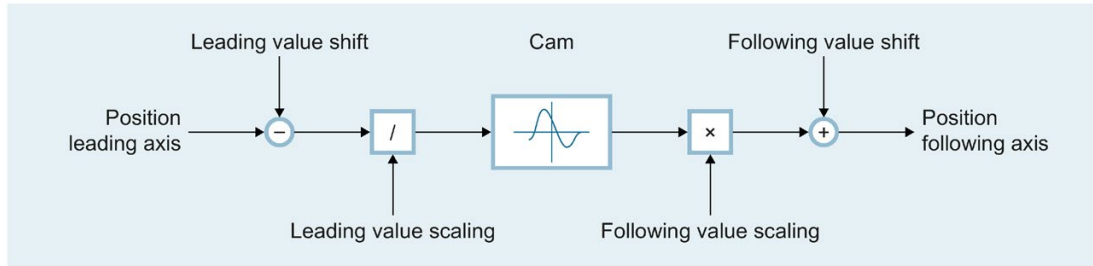 Leading value shift
Cam
Following value shift
Position
leading axis
−
/
×
+
Position
following axis
Leading value scaling
Following value scaling